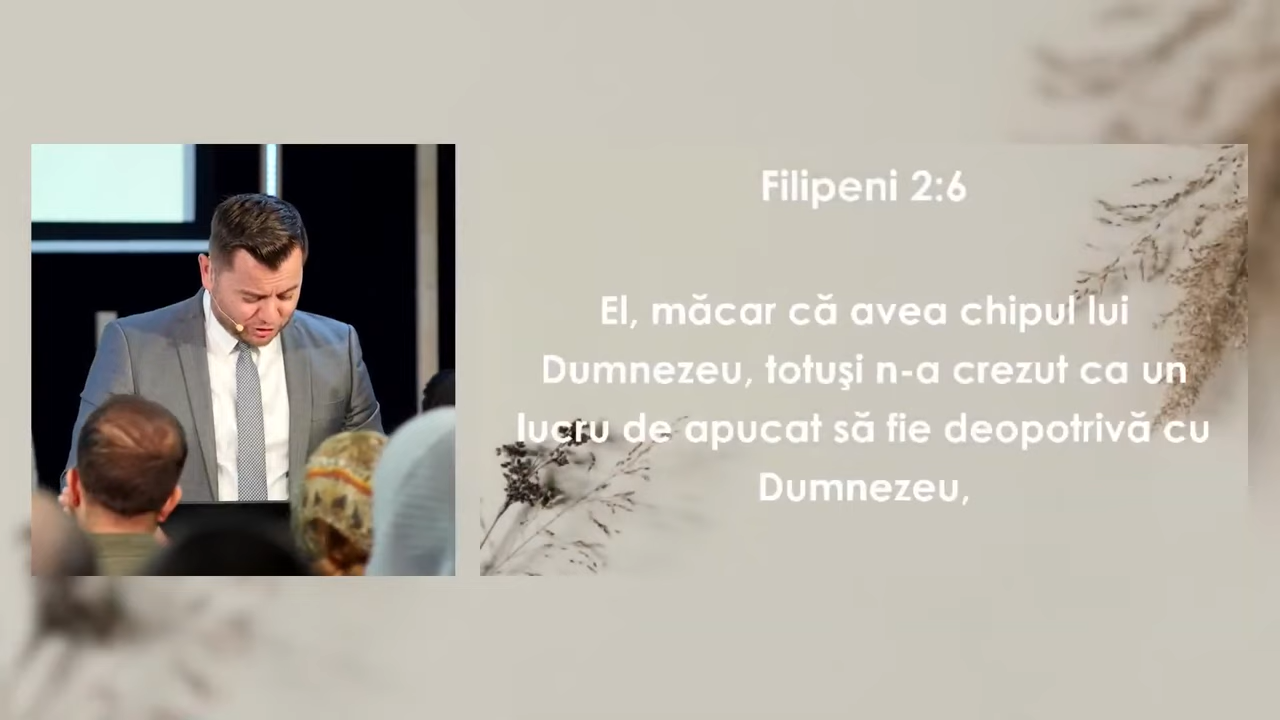 Filipeni 2:6
El, măcar că avea chipul lui
Dumnezeu, totuşi n-a crezut ca un
lucru de apucat să fie deopotrivă cu
Dumnezeu,